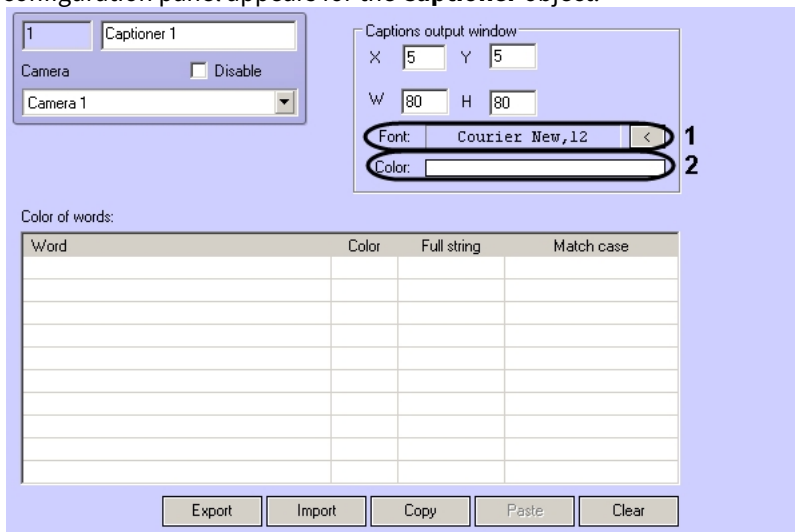 configuration panel appears for the Captioner object.
1 Captioner 1
Camera Disable
Camera 1
Captions output window
X 5 Y 5
W 80 H 80
Font: Courier New,12 < 1
Color: 2
Color of words:
Word Color Full string Match case
Export Import Copy Paste Clear